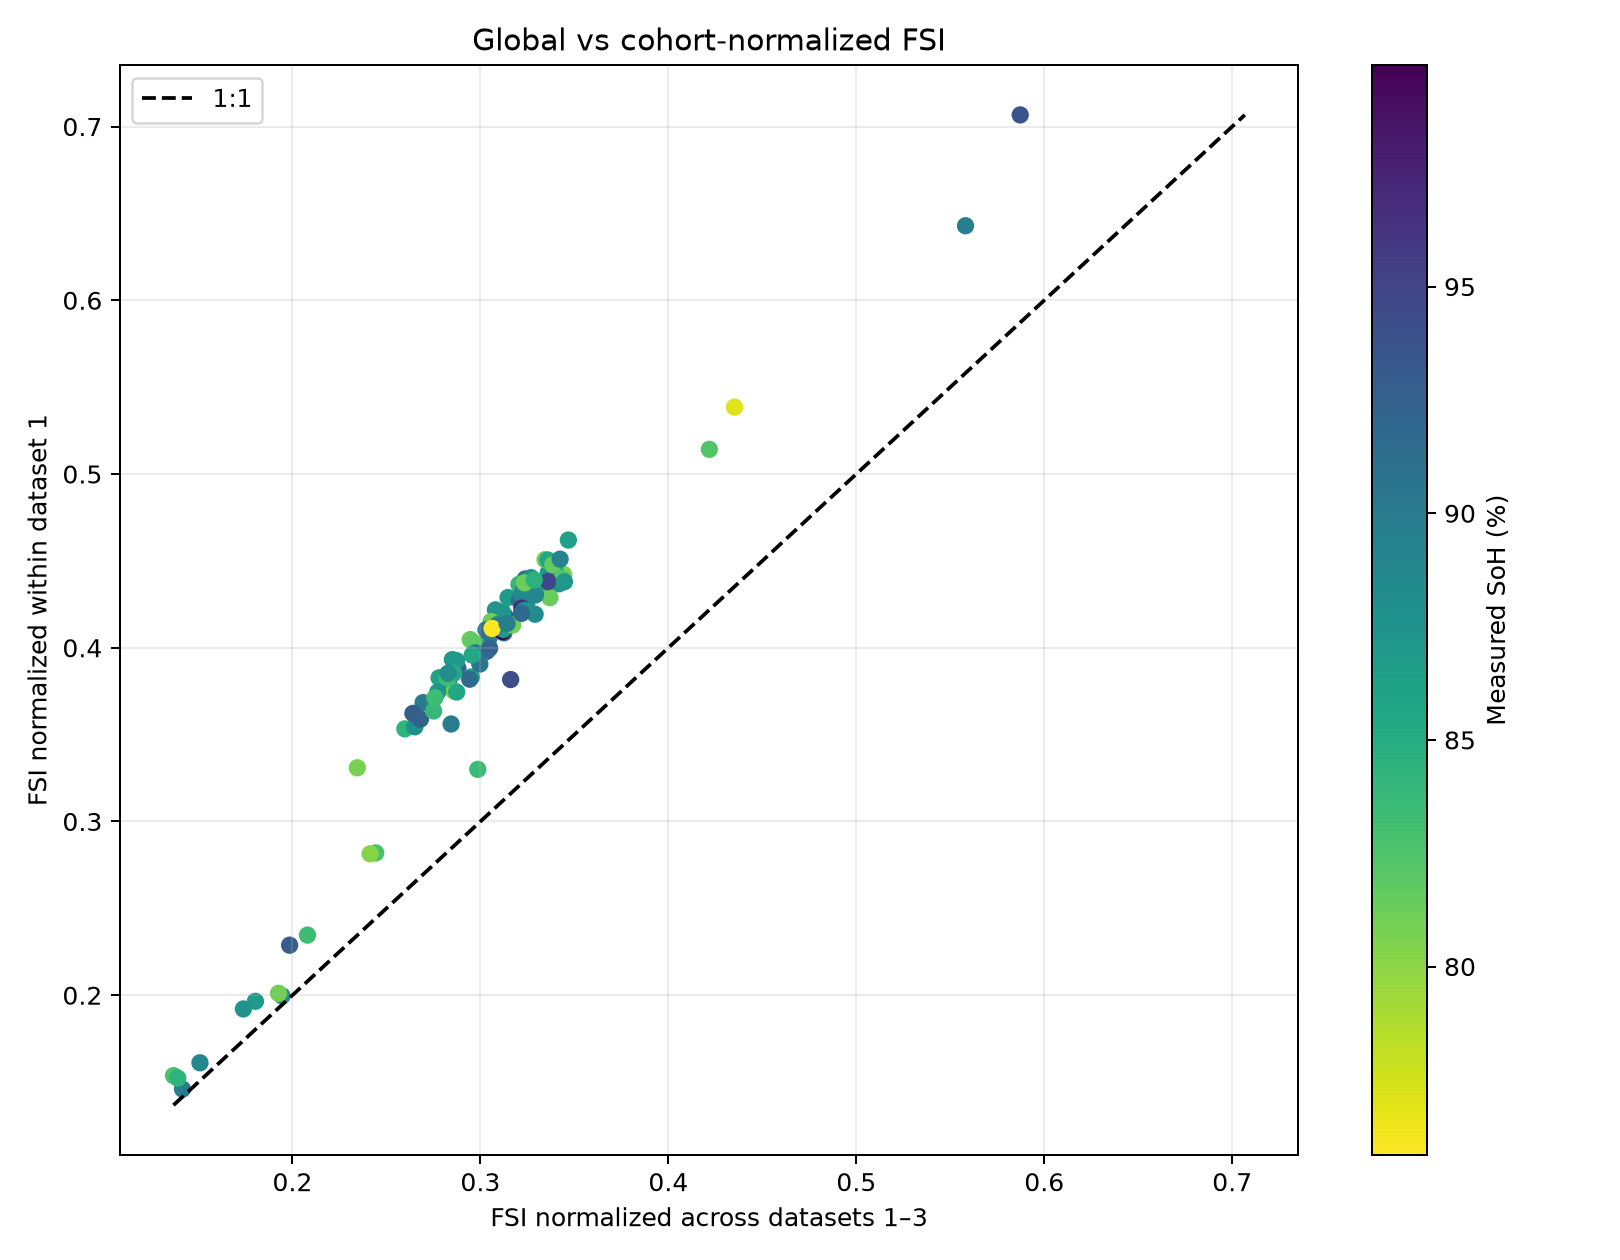 Global vs cohort-normalized FSI
1:1
0.7
0.6
0.5
0.4
0.3
0.2
FSI normalized within dataset 1
0.2 0.3 0.4 0.5 0.6 0.7
FSI normalized across datasets 1–3
95
90
85
80
Measured SoH (%)